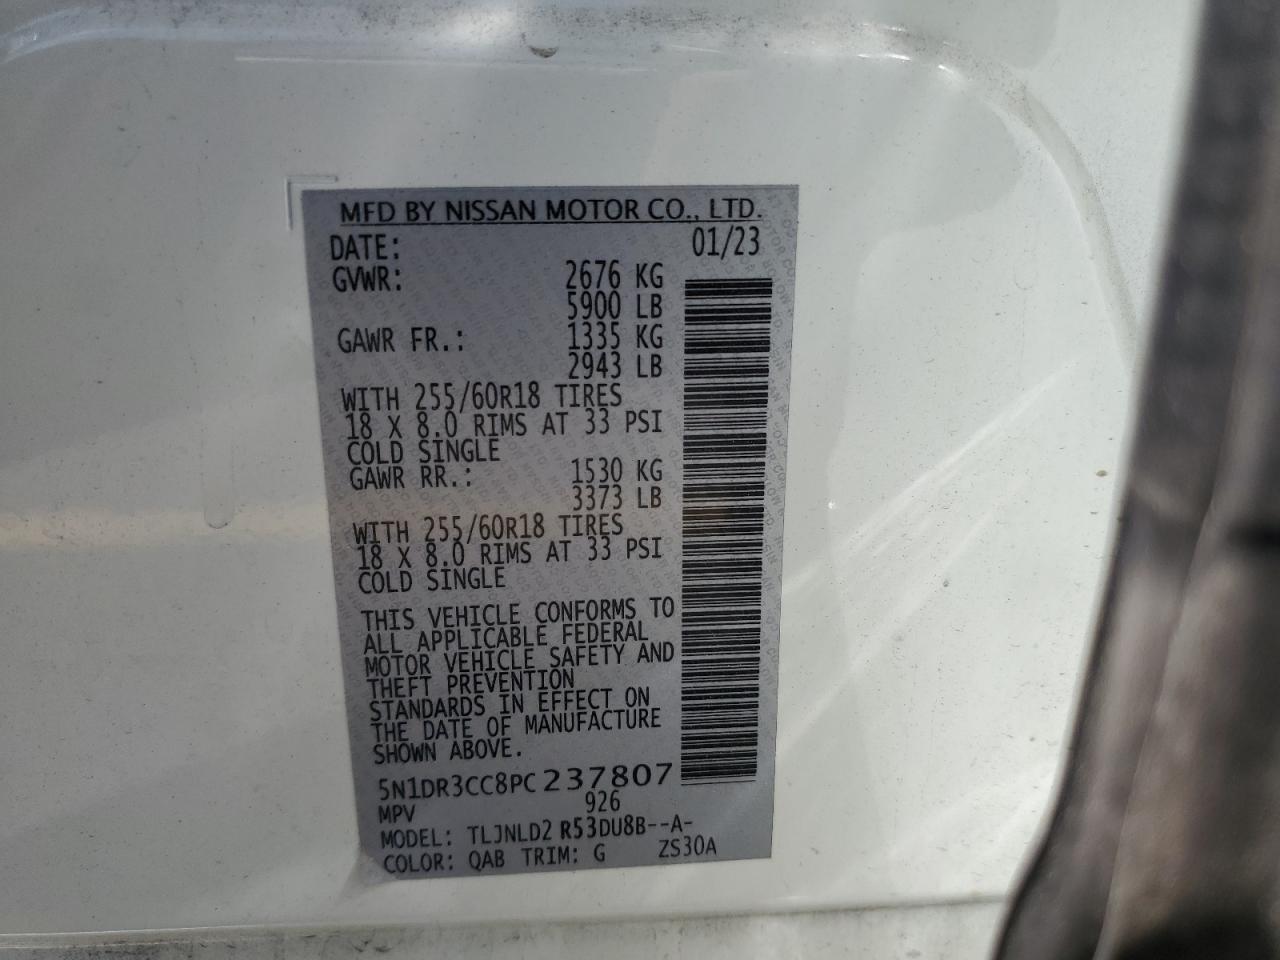 MFD BY NISSAN MOTOR CO., LTD.
DATE: 01/23
GVWR: 2676 KG
5900 LB
GAWR FR.: 1335 KG
2943 LB
WITH 255/60R18 TIRES
18 X 8.0 RIMS AT 33 PSI
COLD SINGLE
GAWR RR.: 1530 KG
3373 LB
WITH 255/60R18 TIRES
18 X 8.0 RIMS AT 33 PSI
COLD SINGLE
THIS VEHICLE CONFORMS TO
ALL APPLICABLE FEDERAL
MOTOR VEHICLE SAFETY AND
THEFT PREVENTION
STANDARDS IN EFFECT ON
THE DATE OF MANUFACTURE
SHOWN ABOVE.
5N1DR3CC8PC237807
MPV 926
MODEL: TLJNLD2 R53DU8B--A-
COLOR: QAB TRIM: G ZS30A